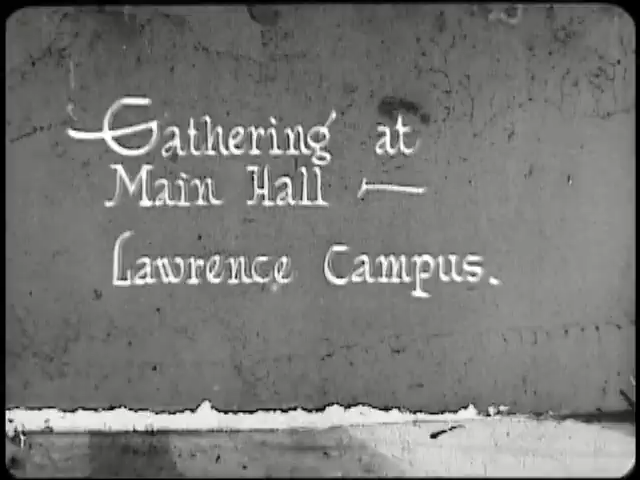 Gathering at
Main Hall —
Lawrence Campus.